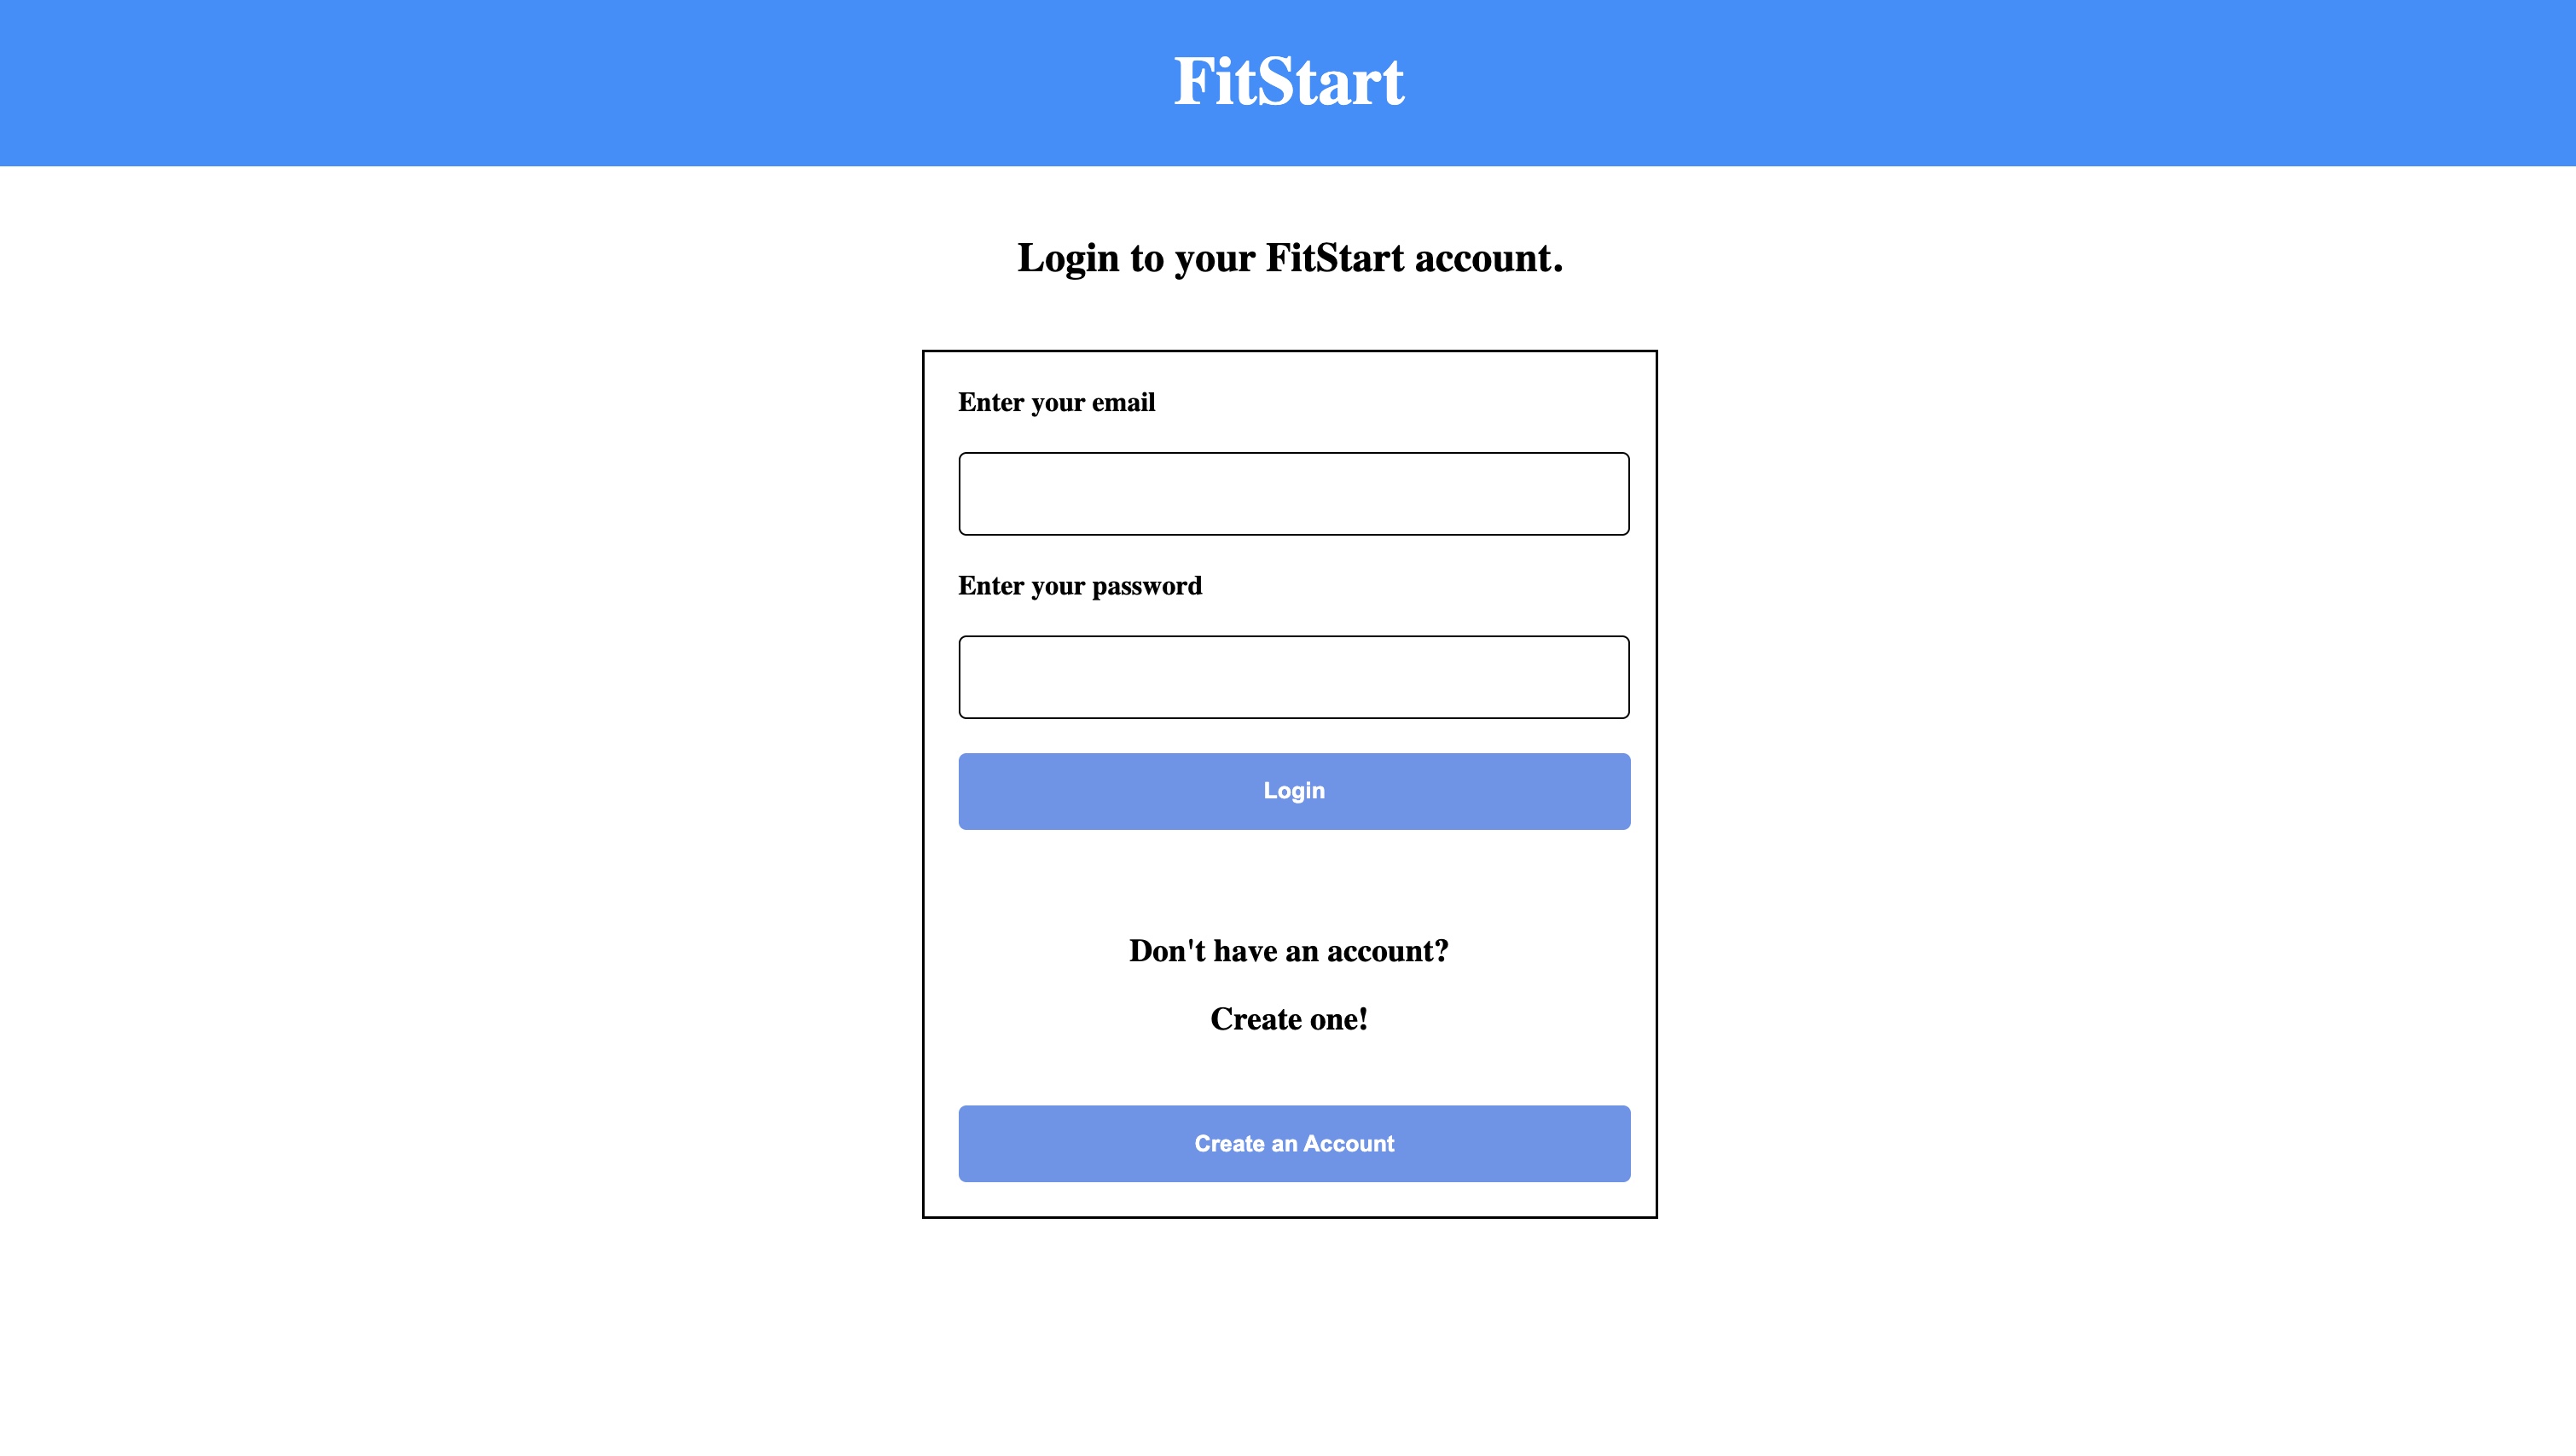 FitStart
Login to your FitStart account.
Enter your email
Enter your password
Login
Don't have an account?
Create one!
Create an Account